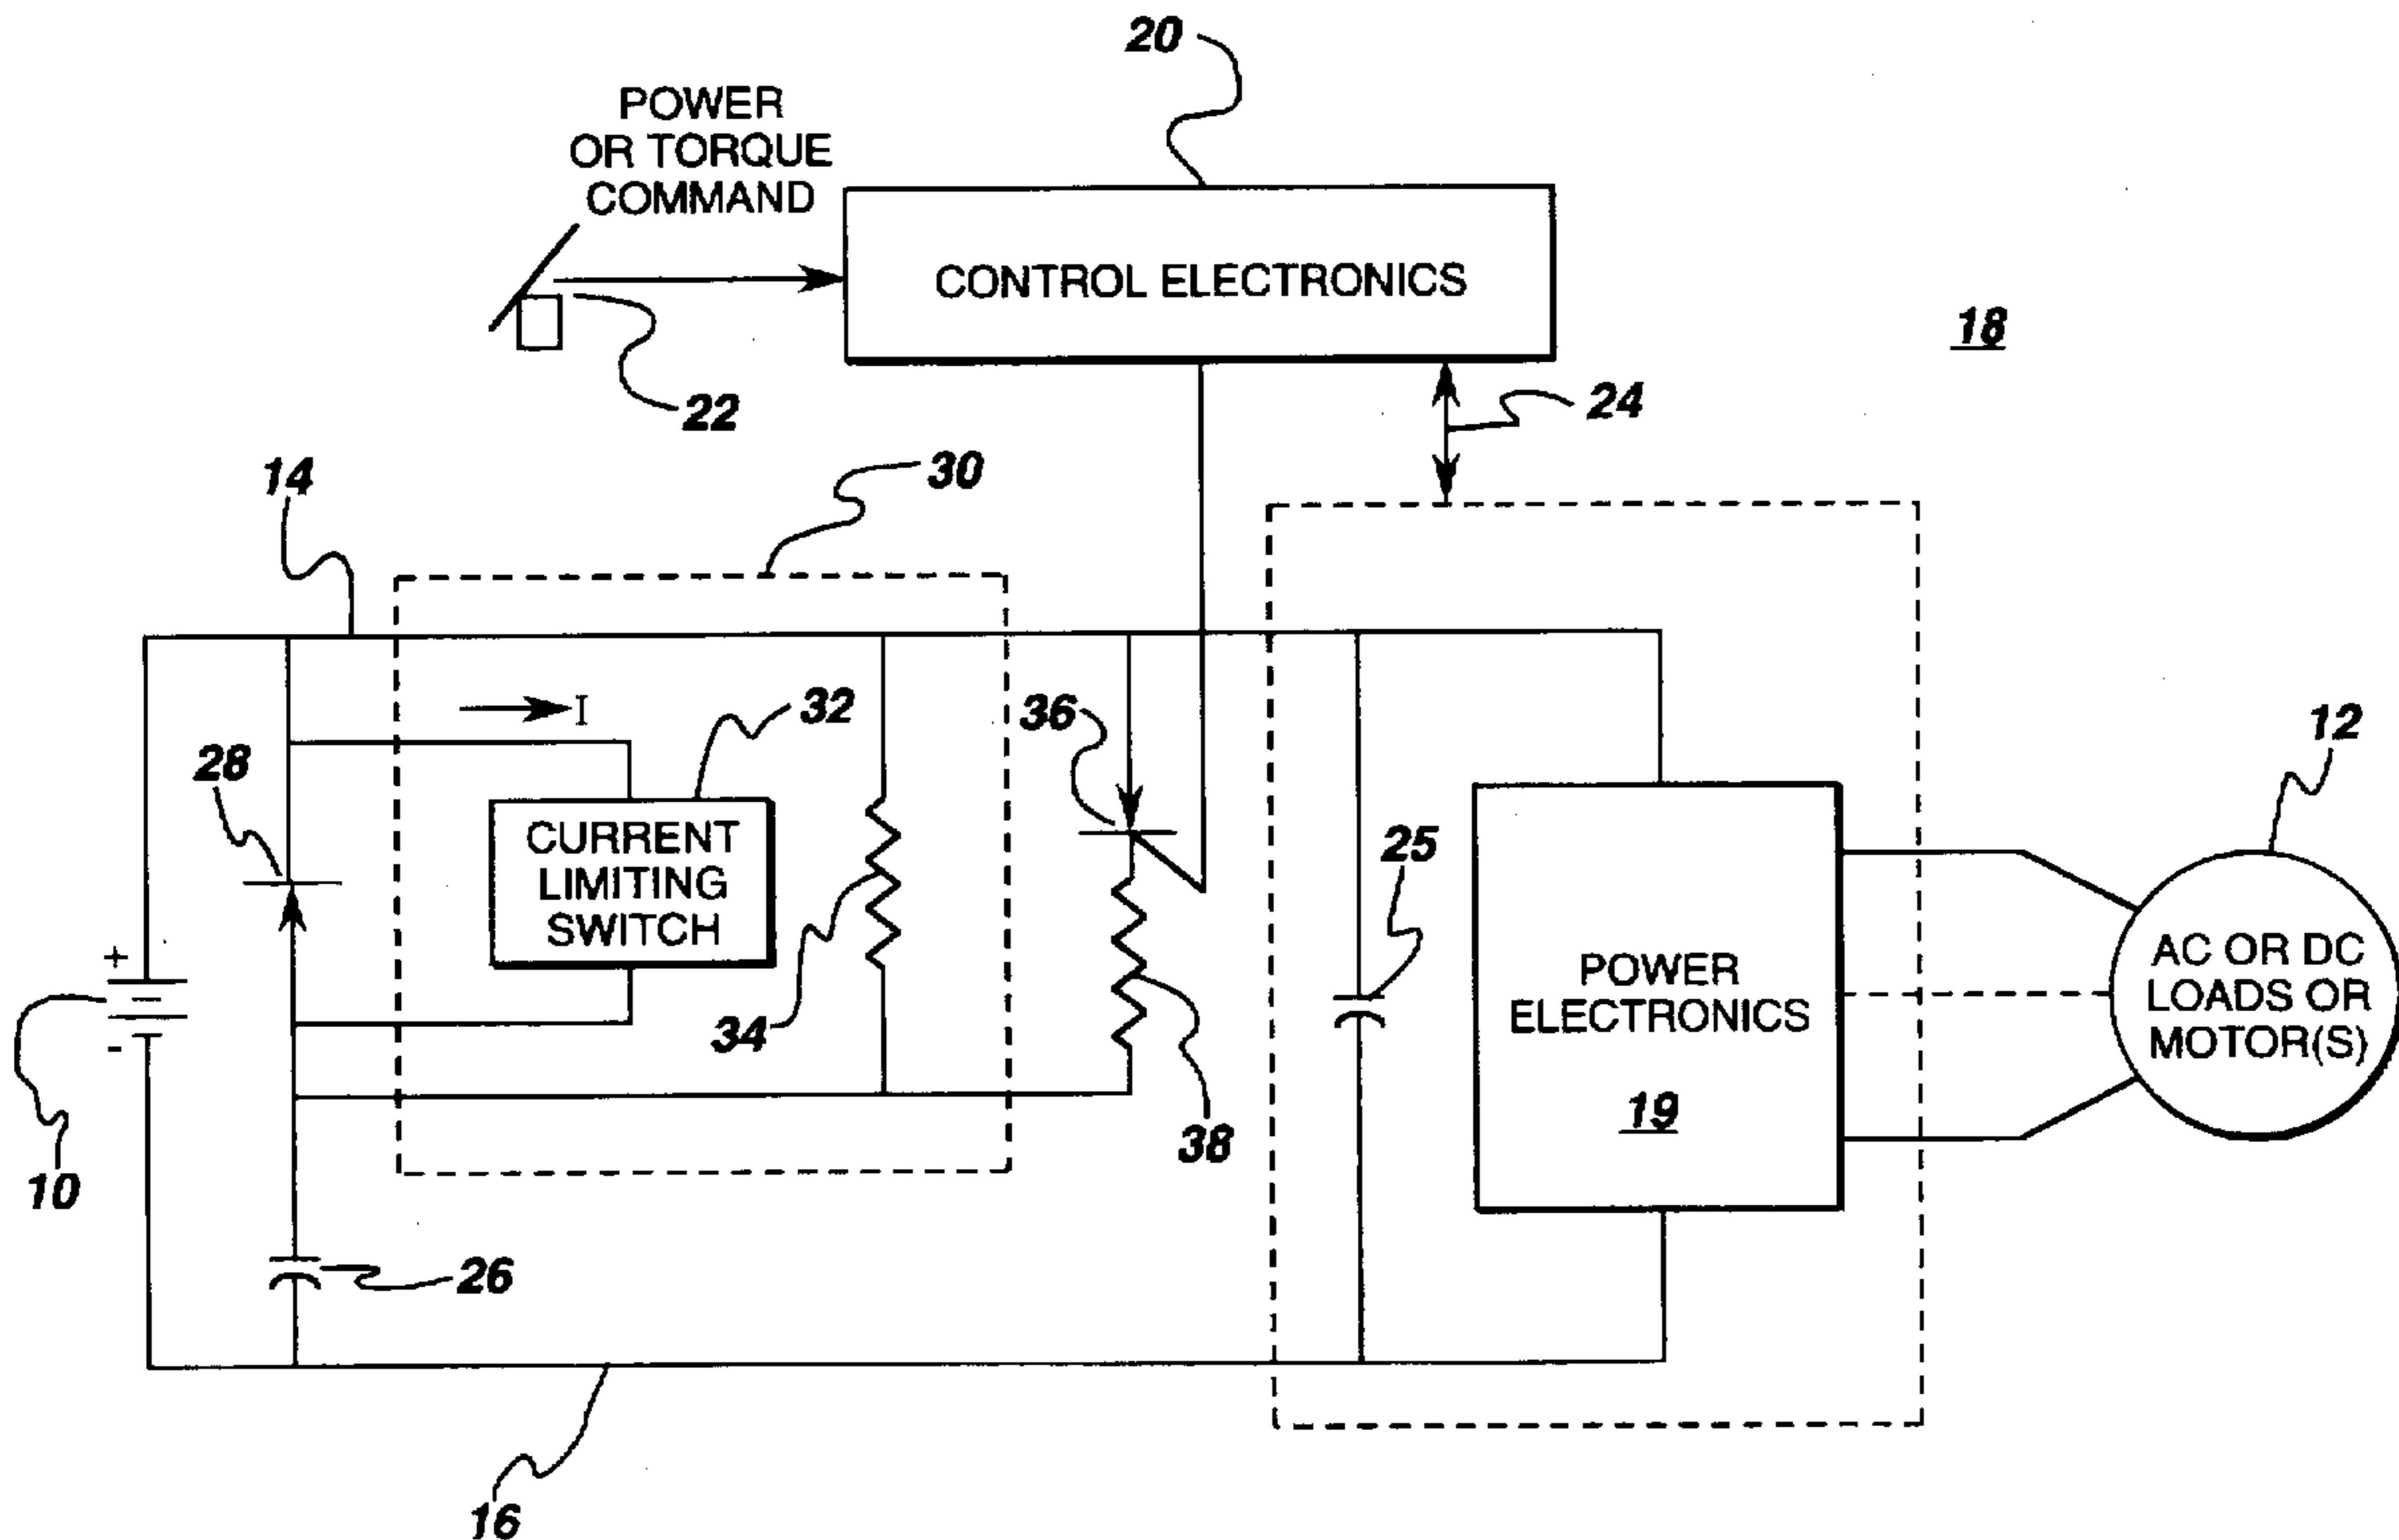 20
POWER
OR TORQUE
COMMAND
CONTROL ELECTRONICS
18
22
24
14
30
I
32
36
12
28
CURRENT
LIMITING
SWITCH
25
+
-
34
POWER
ELECTRONICS
19
AC OR DC
LOADS OR
MOTOR(S)
10
38
26
16